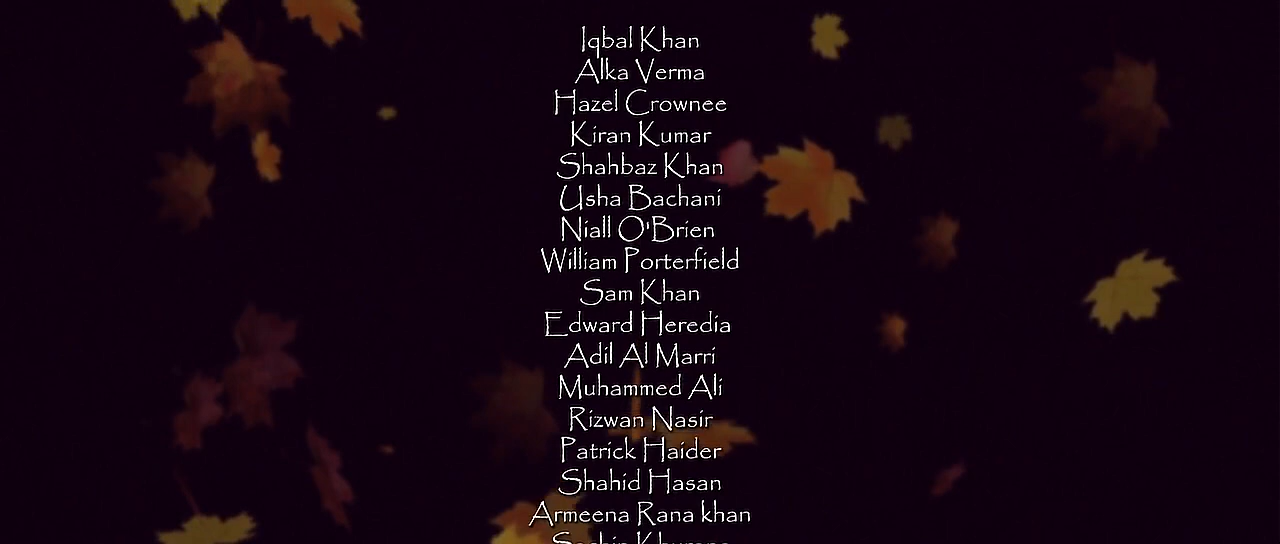 Iqbal Khan
Alka Verma
Hazel Crownee
Kiran Kumar
Shahbaz Khan
Usha Bachani
Niall O'Brien
William Porterfield
Sam Khan
Edward Heredia
Adil Al Marri
Muhammed Ali
Rizwan Nasir
Patrick Haider
Shahid Hasan
Armeena Rana khan